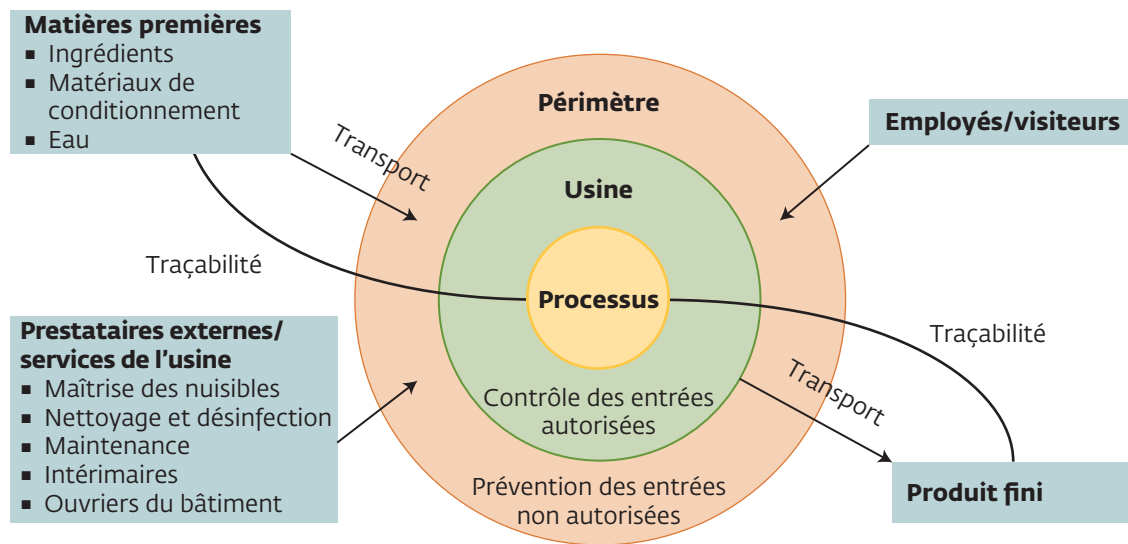 Matières premières
▪ Ingrédients
▪ Matériaux de
conditionnement
▪ Eau
Transport
Traçabilité
Périmètre
Usine
Processus
Contrôle des entrées
autorisées
Prévention des entrées
non autorisées
Employés/visiteurs
Prestataires externes/
services de l'usine
▪ Maîtrise des nuisibles
▪ Nettoyage et désinfection
▪ Maintenance
▪ Intérimaires
▪ Ouvriers du bâtiment
Traçabilité
Transport
Produit fini